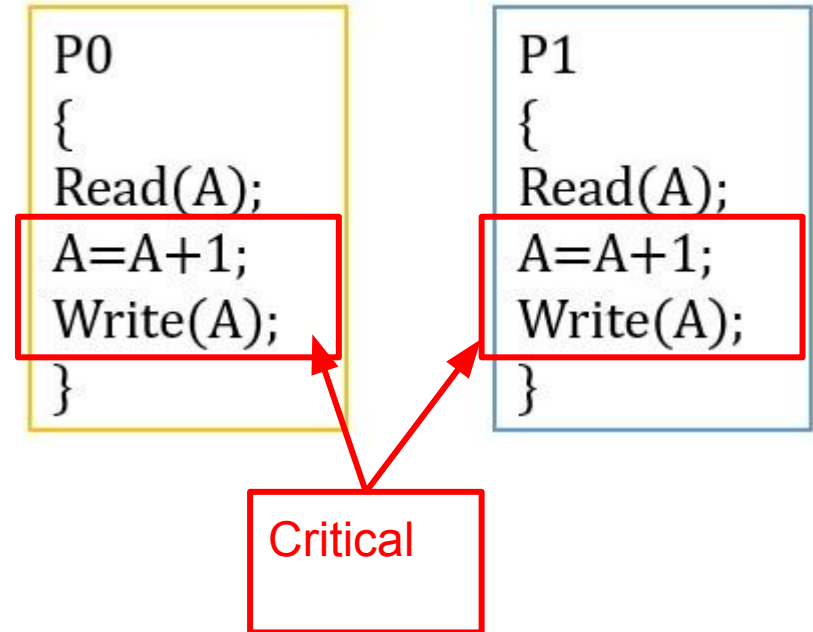 P0
{
Read(A);
A=A+1;
Write(A);
}
P1
{
Read(A);
A=A+1;
Write(A);
}
Critical